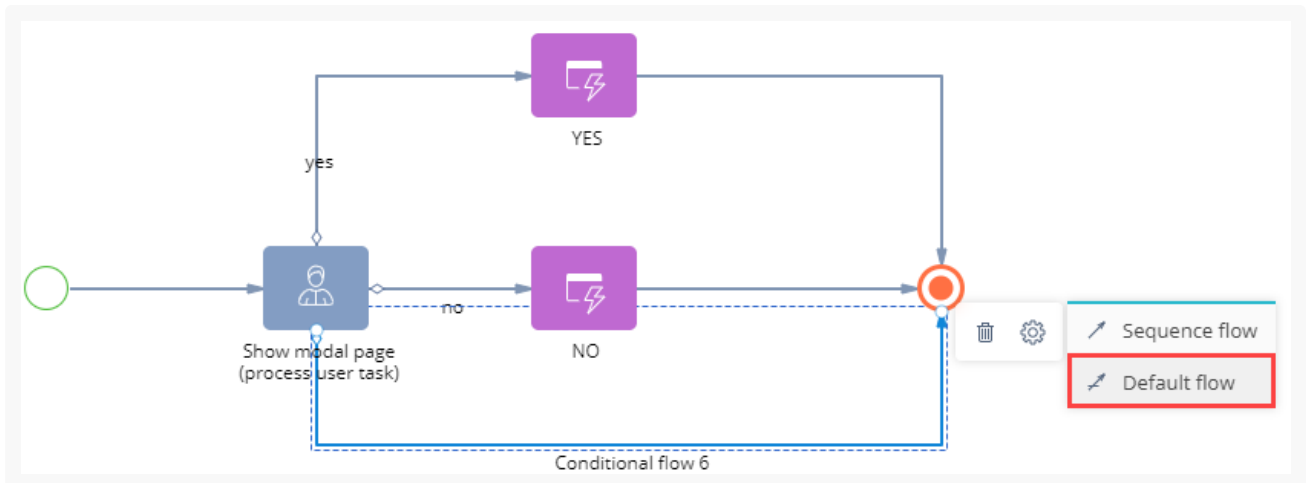 YES
yes
no
Show modal page
(process user task)
NO
Sequence flow
Default flow
Conditional flow 6